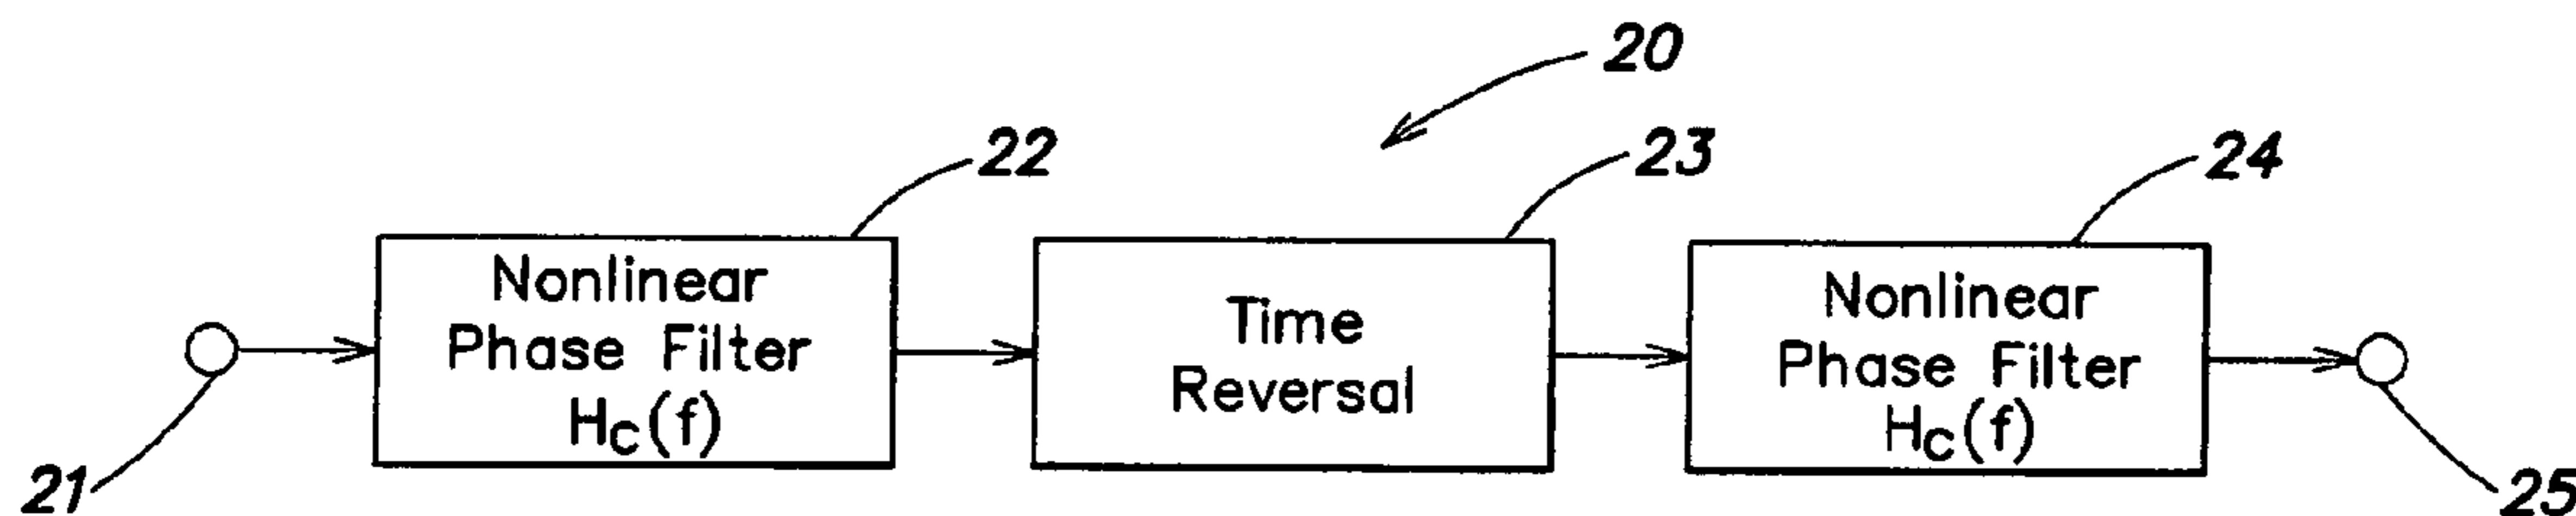 20
22
23
24
Nonlinear
Phase Filter
Hc(f)
Time
Reversal
Nonlinear
Phase Filter
Hc(f)
21
25